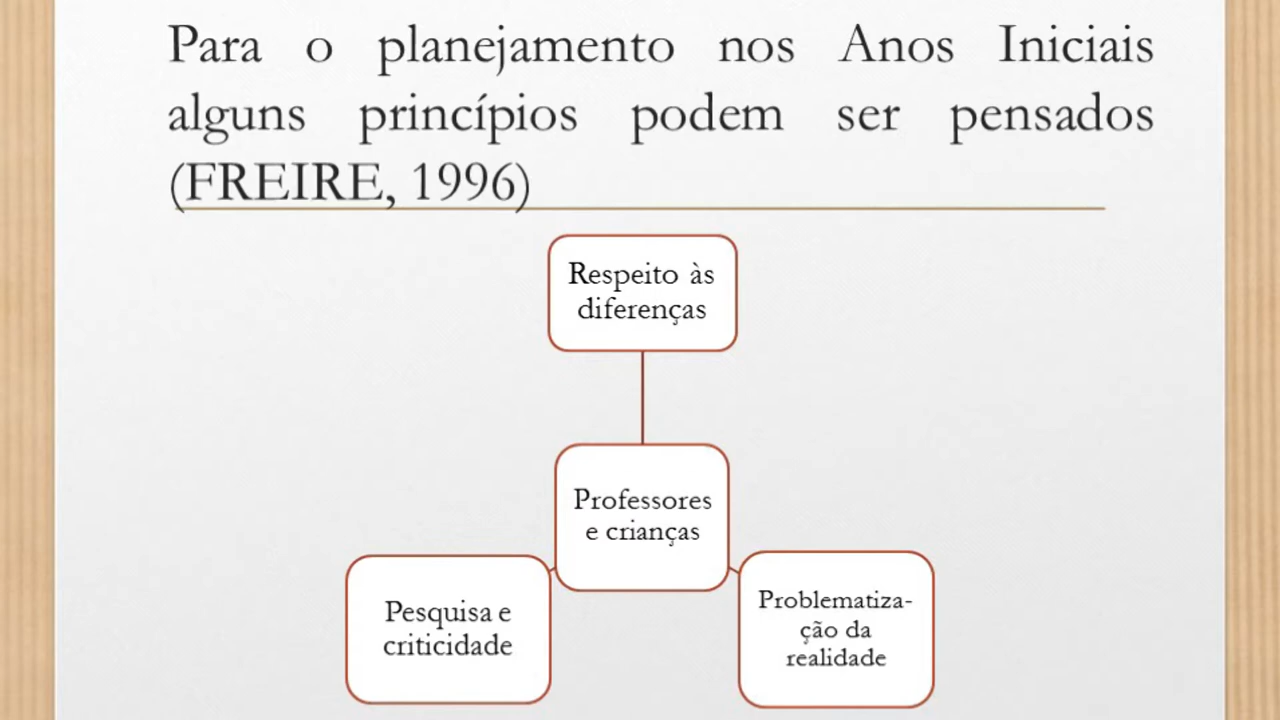 Para o planejamento nos Anos Iniciais
alguns princípios podem ser pensados
(FREIRE, 1996)
Respeito às
diferenças
Professores
e crianças
Pesquisa e
criticidade
Problematiza-
ção da
realidade